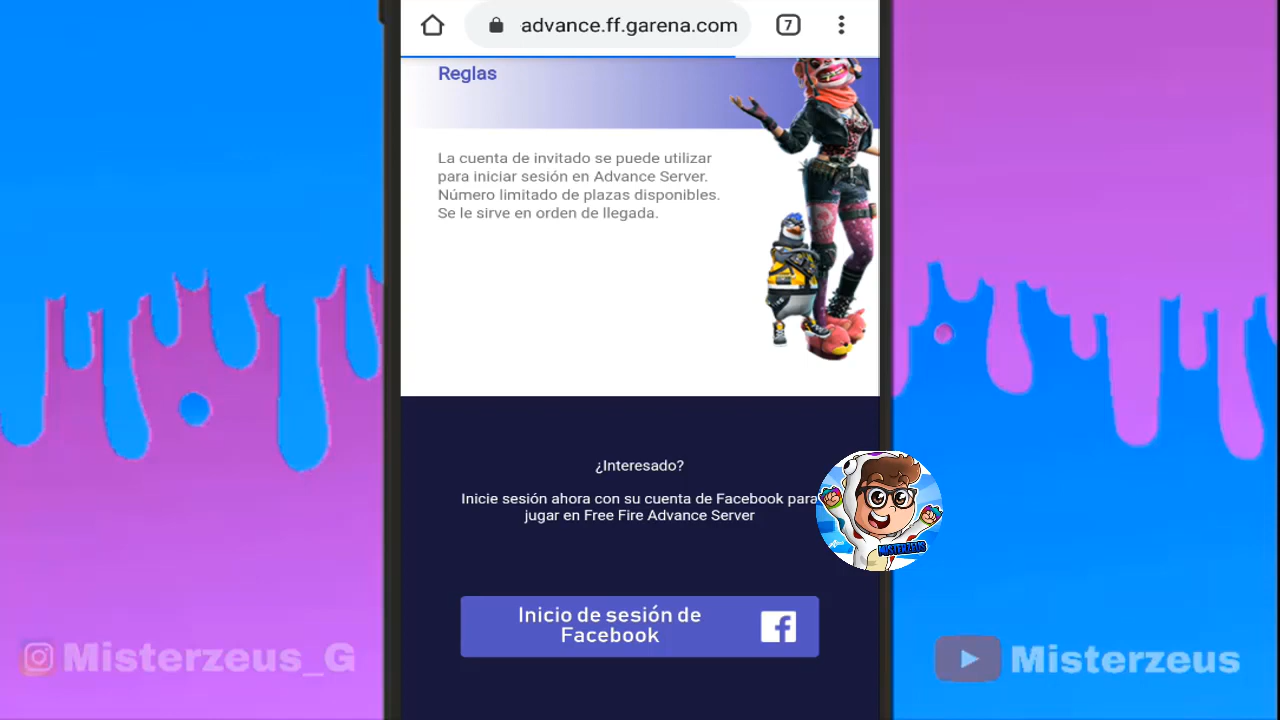 advance.ff.garena.com
7
Reglas
La cuenta de invitado se puede utilizar
para iniciar sesión en Advance Server.
Número limitado de plazas disponibles.
Se le sirve en orden de llegada.
¿Interesado?
Inicie sesión ahora con su cuenta de Facebook para
jugar en Free Fire Advance Server
MISTERZEUS
Inicio de sesión de
Facebook
Misterzeus_G
Misterzeus